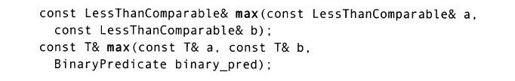 const LessThanComparable& max(const LessThanComparable& a,
const LessThanComparable& b);
const T& max(const T& a, const T& b,
BinaryPredicate binary_pred);